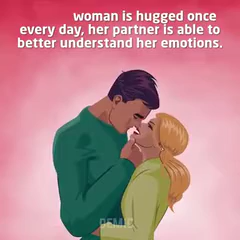 woman is hugged once
every day, her partner is able to
better understand her emotions.